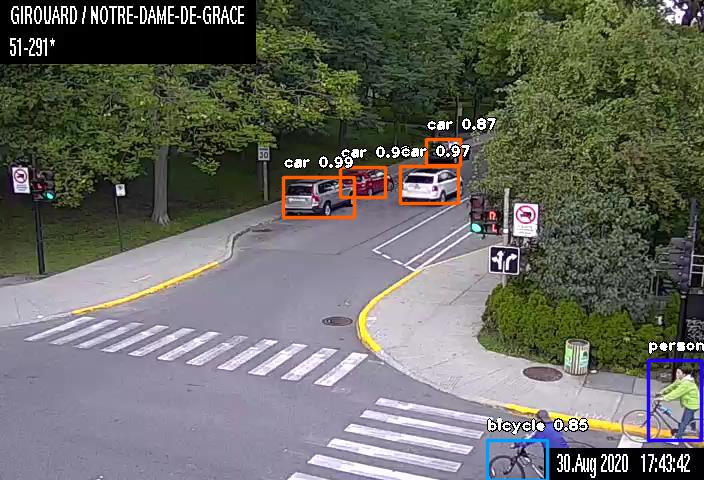 GIROUARD / NOTRE-DAME-DE-GRACE
51-291*
car 0.87
car 0.9
car 0.97
car 0.99
30
person
bicycle 0.85
30.Aug 2020 17:43:42